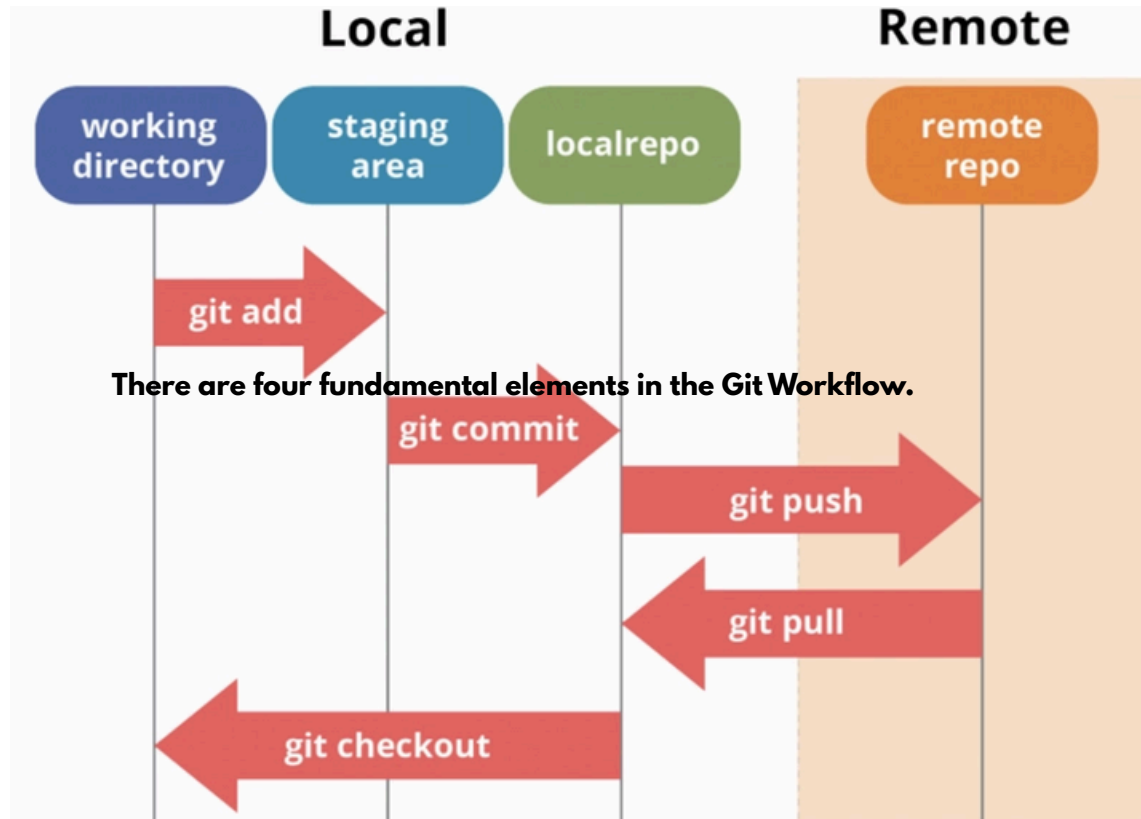 Local
Remote
working
directory
staging
area
localrepo
remote
repo
git add
There are four fundamental elements in the Git Workflow.
git commit
git push
git pull
git checkout